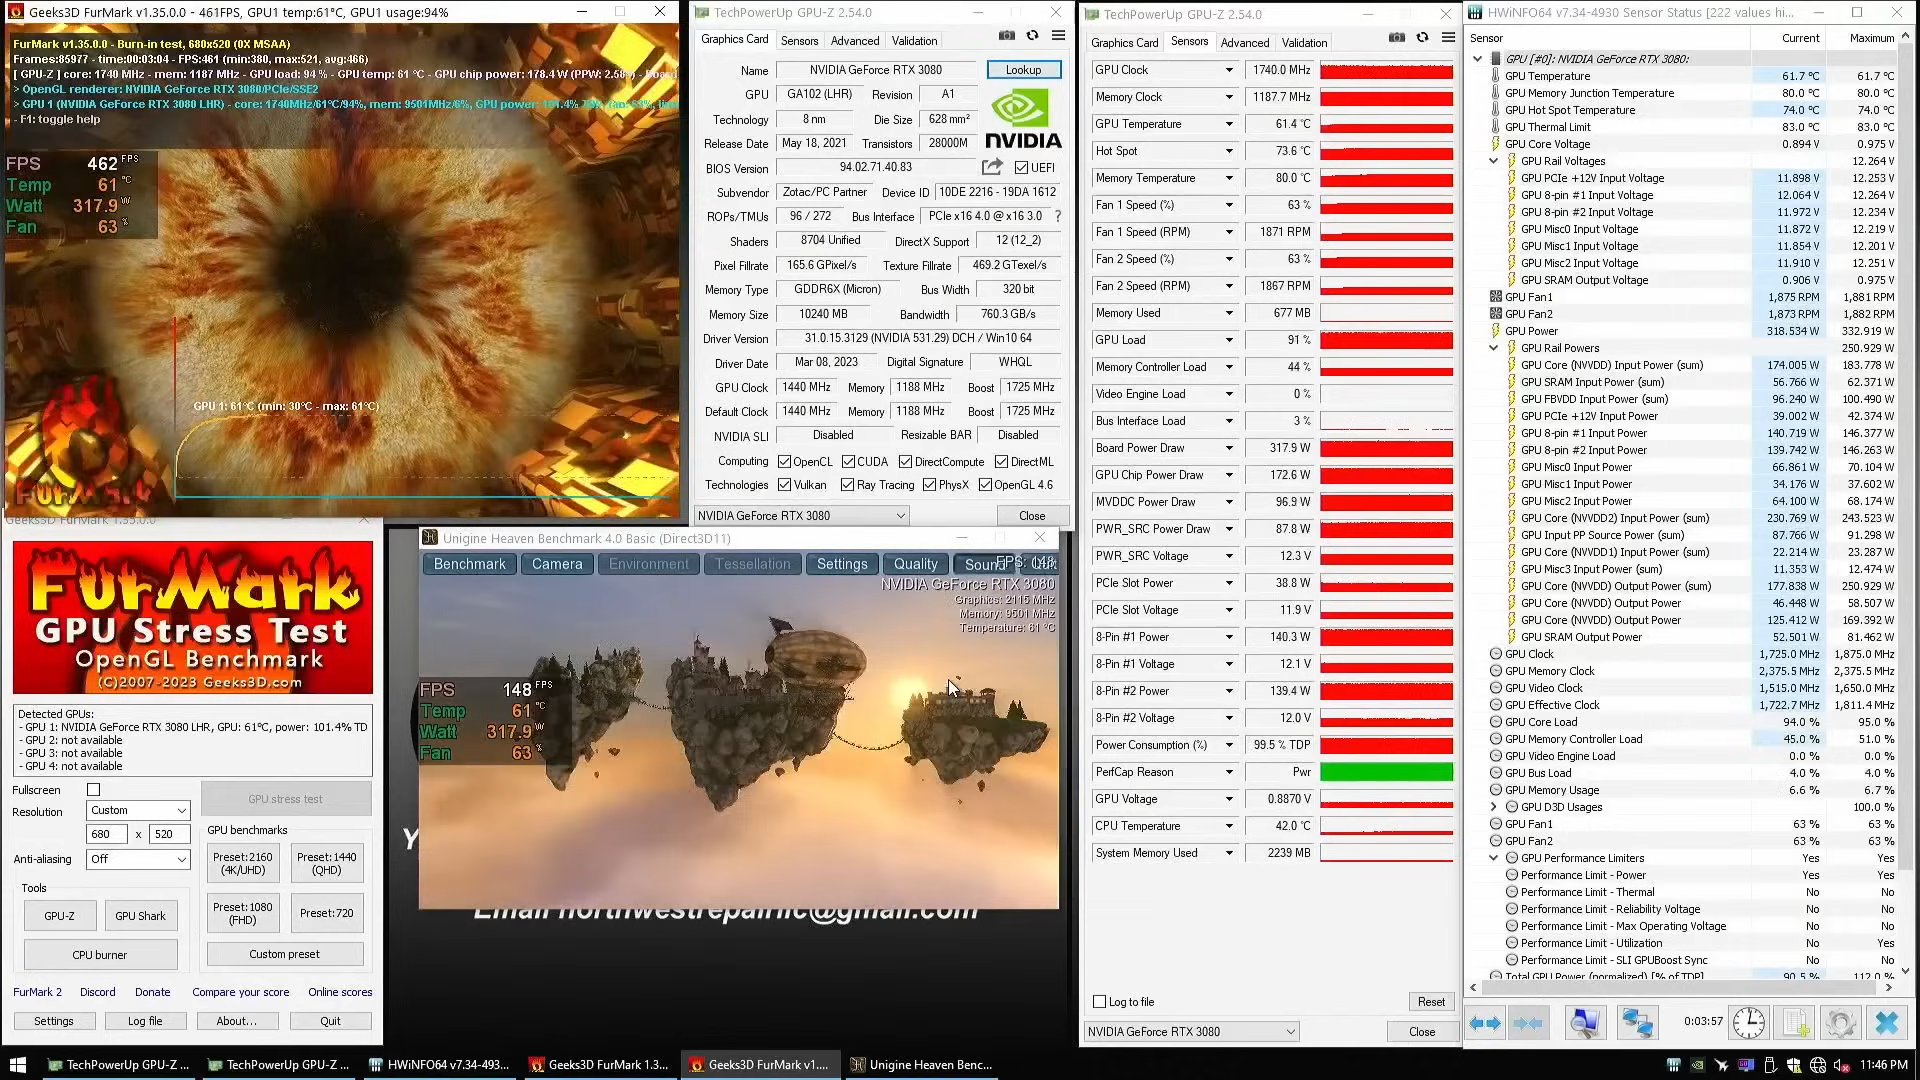 Geeks3D FurMark v1.35.0.0 - 461FPS, GPU1 temp:61°C, GPU1 usage:94%
FurMark v1.35.0.0 - Burn-in test, 680x520 (0X MSAA)
Frames:85977 - time:00:03:04 - FPS:461 (min:380, max:521, avg:466)
[ GPU-Z ] core: 1740 MHz - mem: 1187 MHz - GPU load: 94 % - GPU temp: 61 °C - GPU chip power: 178.4 W (PPW: 2.58
> OpenGL renderer: NVIDIA GeForce RTX 3080/PCIe/SSE2
> GPU 1 (NVIDIA GeForce RTX 3080 LHR) - core: 1740MHz/61°C/94%, mem: 9501MHz/6%, GPU power: 101.4%
- F1: toggle help
FPS 462 FPS
Temp 61 °C
Watt 317.9 W
Fan 63 %
GPU 1: 61°C (min: 30°C - max: 61°C)
FurMark
Geeks3D FurMark 1.35.0.0
FurMark
GPU Stress Test
OpenGL Benchmark
(C)2007-2023 Geeks3D.com
Detected GPUs:
- GPU 1: NVIDIA GeForce RTX 3080 LHR, GPU: 61°C, power: 101.4% TD
- GPU 2: not available
- GPU 3: not available
- GPU 4: not available
Fullscreen
GPU stress test
Resolution Custom
680 x 520
GPU benchmarks
Anti-aliasing Off
Preset:2160 (4K/UHD)
Preset:1440 (QHD)
Tools
GPU-Z
GPU Shark
Preset:1080 (FHD)
Preset:720
CPU burner
Custom preset
FurMark 2 Discord Donate Compare your score Online scores
Settings Log file About... Quit
TechPowerUp GPU-Z 2.54.0
Graphics Card Sensors Advanced Validation
Name NVIDIA GeForce RTX 3080 Lookup
GPU GA102 (LHR) Revision A1
Technology 8 nm Die Size 628 mm²
NVIDIA
Release Date May 18, 2021 Transistors 28000M
BIOS Version 94.02.71.40.83 UEFI
Subvendor Zotac/PC Partner Device ID 10DE 2216 - 19DA 1612
ROPs/TMUs 96 / 272 Bus Interface PCIe x16 4.0 @ x16 3.0 ?
Shaders 8704 Unified DirectX Support 12 (12_2)
Pixel Fillrate 165.6 GPixel/s Texture Fillrate 469.2 GTexel/s
Memory Type GDDR6X (Micron) Bus Width 320 bit
Memory Size 10240 MB Bandwidth 760.3 GB/s
Driver Version 31.0.15.3129 (NVIDIA 531.29) DCH / Win10 64
Driver Date Mar 08, 2023 Digital Signature WHQL
GPU Clock 1440 MHz Memory 1188 MHz Boost 1725 MHz
Default Clock 1440 MHz Memory 1188 MHz Boost 1725 MHz
NVIDIA SLI Disabled Resizable BAR Disabled
Computing OpenCL CUDA DirectCompute DirectML
Technologies Vulkan Ray Tracing PhysX OpenGL 4.6
NVIDIA GeForce RTX 3080 Close
Unigine Heaven Benchmark 4.0 Basic (Direct3D11)
Benchmark Camera Environment Tessellation Settings Quality Sound
FPS: 148
NVIDIA GeForce RTX 3080
Graphics: 2115 MHz
Memory: 9501 MHz
Temperature: 61 °C
FPS 148 FPS
Temp 61 °C
Watt 317.9 W
Fan 63 %
Y
Email northwestrepairllc@gmail.com
TechPowerUp GPU-Z 2.54.0
Graphics Card Sensors Advanced Validation
GPU Clock 1740.0 MHz
Memory Clock 1187.7 MHz
GPU Temperature 61.4 °C
Hot Spot 73.6 °C
Memory Temperature 80.0 °C
Fan 1 Speed (%) 63 %
Fan 1 Speed (RPM) 1871 RPM
Fan 2 Speed (%) 63 %
Fan 2 Speed (RPM) 1867 RPM
Memory Used 677 MB
GPU Load 91 %
Memory Controller Load 44 %
Video Engine Load 0 %
Bus Interface Load 3 %
Board Power Draw 317.9 W
GPU Chip Power Draw 172.6 W
MVDDC Power Draw 96.9 W
PWR_SRC Power Draw 87.8 W
PWR_SRC Voltage 12.3 V
PCIe Slot Power 38.8 W
PCIe Slot Voltage 11.9 V
8-Pin #1 Power 140.3 W
8-Pin #1 Voltage 12.1 V
8-Pin #2 Power 139.4 W
8-Pin #2 Voltage 12.0 V
Power Consumption (%) 99.5 % TDP
PerfCap Reason Pwr
GPU Voltage 0.8870 V
CPU Temperature 42.0 °C
System Memory Used 2239 MB
Log to file Reset
NVIDIA GeForce RTX 3080 Close
HWiNFO64 v7.34-4930 Sensor Status [222 values hi...
Sensor Current Maximum
GPU [#0]: NVIDIA GeForce RTX 3080:
GPU Temperature 61.7 °C 61.7 °C
GPU Memory Junction Temperature 80.0 °C 80.0 °C
GPU Hot Spot Temperature 74.0 °C 74.0 °C
GPU Thermal Limit 83.0 °C 83.0 °C
GPU Core Voltage 0.894 V 0.975 V
GPU Rail Voltages 12.264 V
GPU PCIe +12V Input Voltage 11.898 V 12.253 V
GPU 8-pin #1 Input Voltage 12.064 V 12.264 V
GPU 8-pin #2 Input Voltage 11.972 V 12.234 V
GPU Misc0 Input Voltage 11.872 V 12.219 V
GPU Misc1 Input Voltage 11.854 V 12.201 V
GPU Misc2 Input Voltage 11.910 V 12.251 V
GPU SRAM Output Voltage 0.906 V 0.975 V
GPU Fan1 1,875 RPM 1,881 RPM
GPU Fan2 1,873 RPM 1,882 RPM
GPU Power 318.534 W 332.919 W
GPU Rail Powers 250.929 W
GPU Core (NVVDD) Input Power (sum) 174.005 W 183.778 W
GPU SRAM Input Power (sum) 56.766 W 62.371 W
GPU FBVDD Input Power (sum) 96.240 W 100.490 W
GPU PCIe +12V Input Power 39.002 W 42.374 W
GPU 8-pin #1 Input Power 140.719 W 146.377 W
GPU 8-pin #2 Input Power 139.742 W 146.263 W
GPU Misc0 Input Power 66.861 W 70.104 W
GPU Misc1 Input Power 34.176 W 37.602 W
GPU Misc2 Input Power 64.100 W 68.174 W
GPU Core (NVVDD2) Input Power (sum) 230.769 W 243.523 W
GPU Input PP Source Power (sum) 87.766 W 91.298 W
GPU Core (NVVDD1) Input Power (sum) 22.214 W 23.287 W
GPU Misc3 Input Power (sum) 11.353 W 12.474 W
GPU Core (NVVDD) Output Power (sum) 177.838 W 250.929 W
GPU Core (NVVDD) Output Power 46.448 W 58.507 W
GPU Core (NVVDD) Output Power 125.412 W 169.392 W
GPU SRAM Output Power 52.501 W 81.462 W
GPU Clock 1,725.0 MHz 1,875.0 MHz
GPU Memory Clock 2,375.5 MHz 2,375.5 MHz
GPU Video Clock 1,515.0 MHz 1,650.0 MHz
GPU Effective Clock 1,722.7 MHz 1,811.4 MHz
GPU Core Load 94.0 % 95.0 %
GPU Memory Controller Load 45.0 % 51.0 %
GPU Video Engine Load 0.0 % 0.0 %
GPU Bus Load 4.0 % 4.0 %
GPU Memory Usage 6.6 % 6.7 %
GPU D3D Usages 100.0 %
GPU Fan1 63 % 63 %
GPU Fan2 63 % 63 %
GPU Performance Limiters Yes Yes
Performance Limit - Power Yes Yes
Performance Limit - Thermal No No
Performance Limit - Reliability Voltage No No
Performance Limit - Max Operating Voltage No No
Performance Limit - Utilization No Yes
Performance Limit - SLI GPUBoost Sync No No
Total GPU Power (normalized) [% of TDP] 90.5 % 112.0 %
0:03:57
TechPowerUp GPU-Z ... TechPowerUp GPU-Z ... HWiNFO64 v7.34-493... Geeks3D FurMark 1.3... Geeks3D FurMark v1.... Unigine Heaven Benc... 11:46 PM